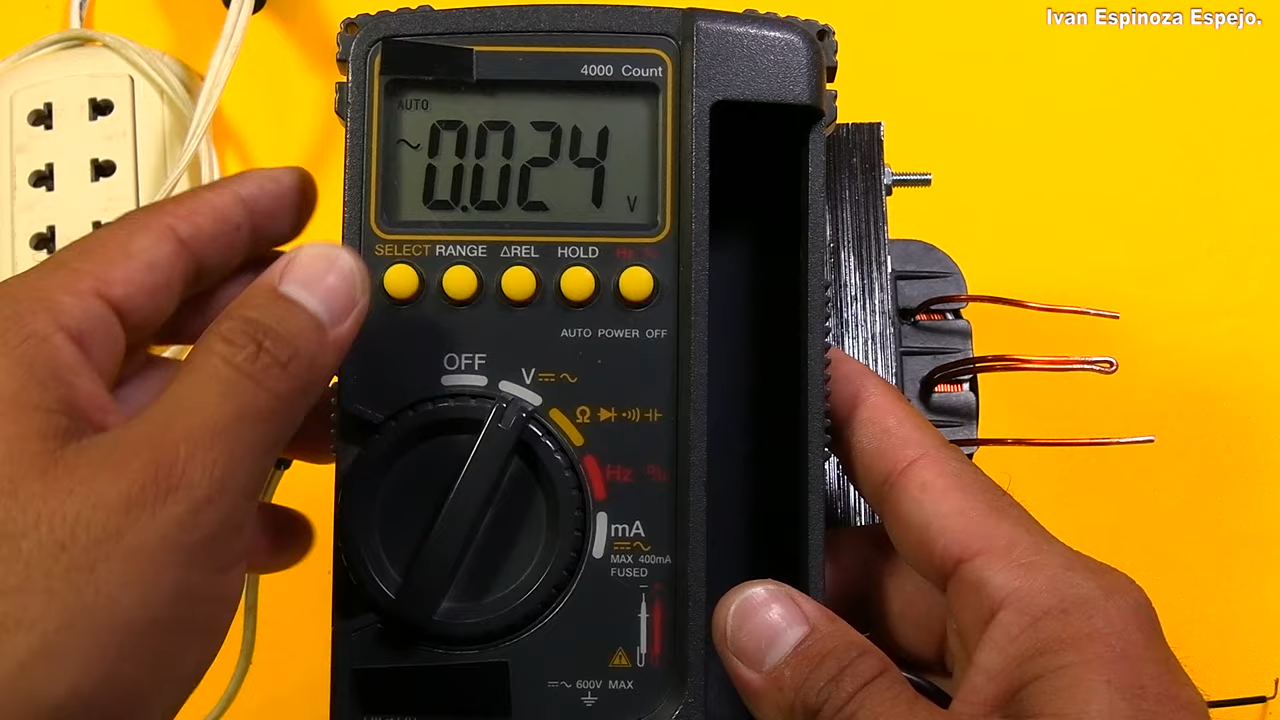 Ivan Espinoza Espejo.
4000 Count
AUTO
~ 0.024 V
SELECT RANGE ΔREL HOLD Hz %
AUTO POWER OFF
OFF
V
Ω
Hz %
mA
MAX 400mA
FUSED
600V MAX